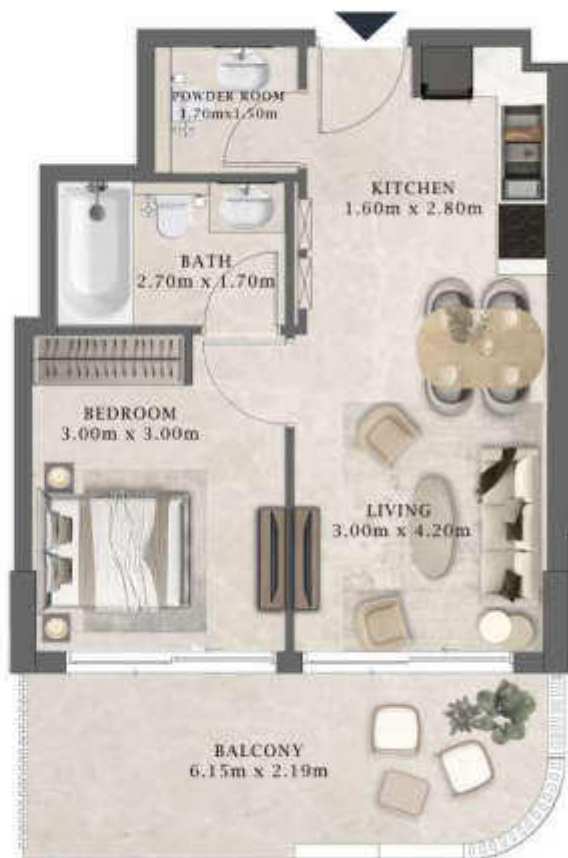 POWDER ROOM
1.70mx1.50m
KITCHEN
1.60m x 2.80m
BATH
2.70m x 1.70m
BEDROOM
3.00m x 3.00m
LIVING
3.00m x 4.20m
BALCONY
6.15m x 2.19m